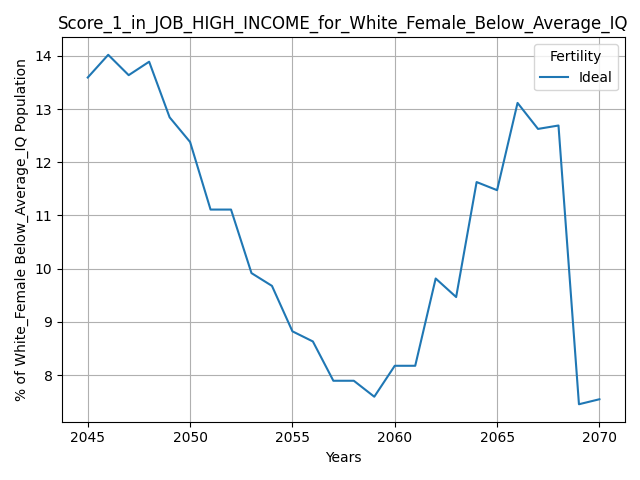 Score_1_in_JOB_HIGH_INCOME_for_White_Female_Below_Average_IQ
% of White_Female Below_Average_IQ Population
14
13
12
11
10
9
8
Fertility
Ideal
2045 2050 2055 2060 2065 2070
Years